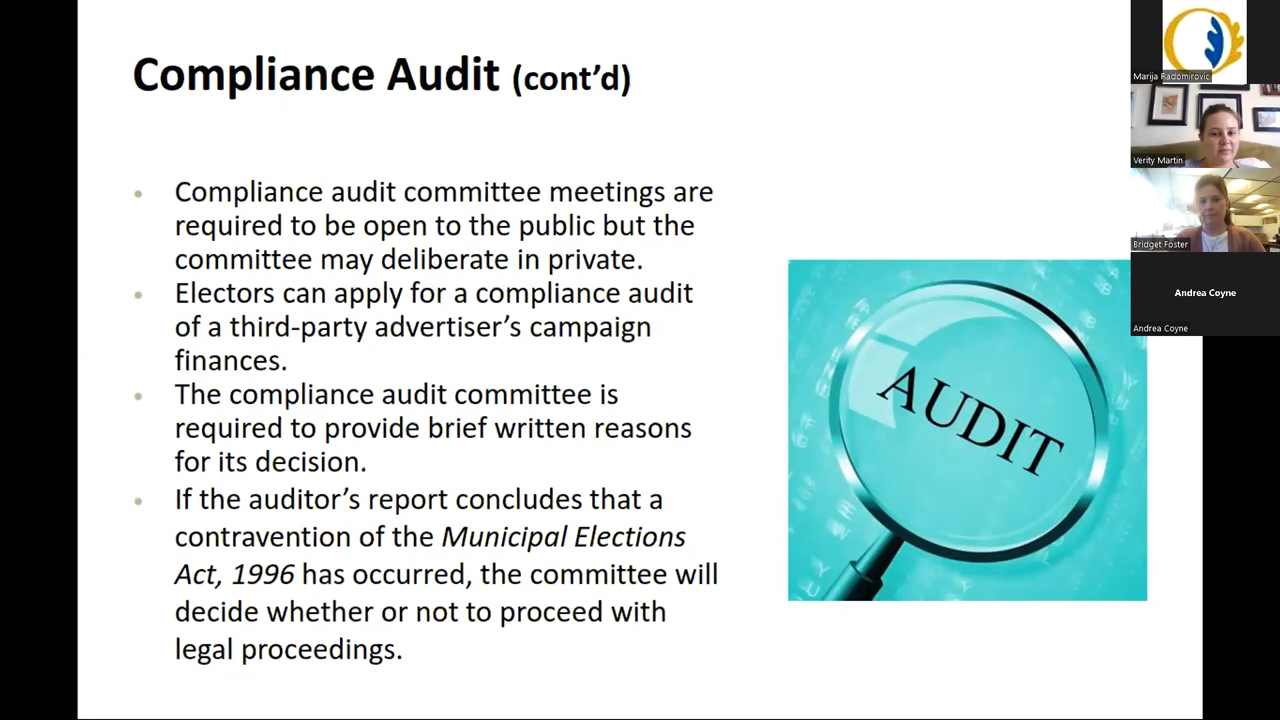 Compliance Audit (cont’d)
• Compliance audit committee meetings are
required to be open to the public but the
committee may deliberate in private.
• Electors can apply for a compliance audit
of a third-party advertiser’s campaign
finances.
• The compliance audit committee is
required to provide brief written reasons
for its decision.
• If the auditor’s report concludes that a
contravention of the Municipal Elections
Act, 1996 has occurred, the committee will
decide whether or not to proceed with
legal proceedings.
AUDIT
Marija Radomirovic
Verity Martin
Bridget Foster
Andrea Coyne
Andrea Coyne